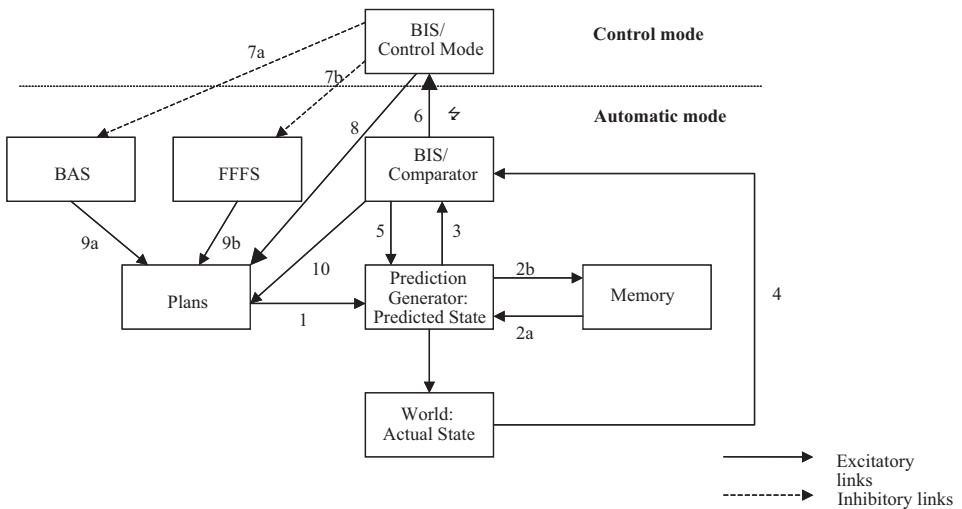 BIS/
Control Mode
Control mode
7a
7b
8
6
Automatic mode
BAS
FFFS
BIS/
Comparator
9a
9b
10
5
3
4
Plans
1
Prediction
Generator:
Predicted State
2b
2a
Memory
World:
Actual State
Excitatory
links
Inhibitory links